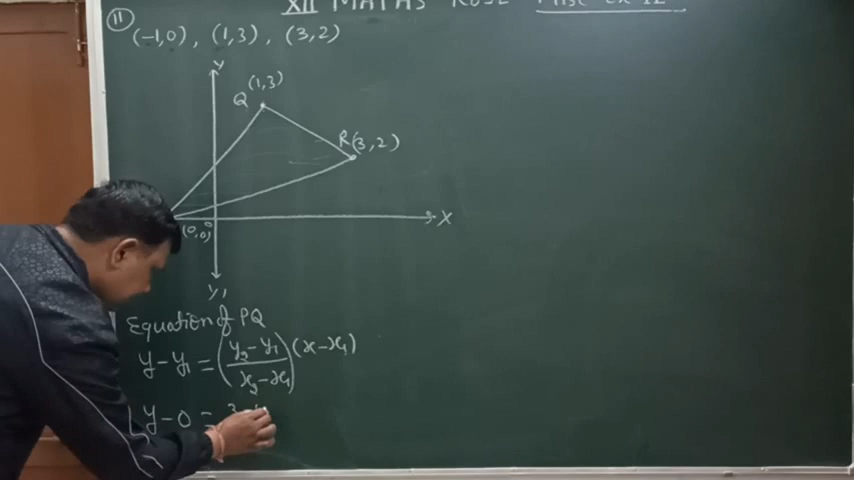 XII MATHS
11 (-1,0), (1,3), (3,2)
Y
Q (1,3)
R(3,2)
X
(0,0)
Y1
Equation of PQ
y-y1 = (y2-y1/x2-x1)(x-x1)
y-0 = 3-